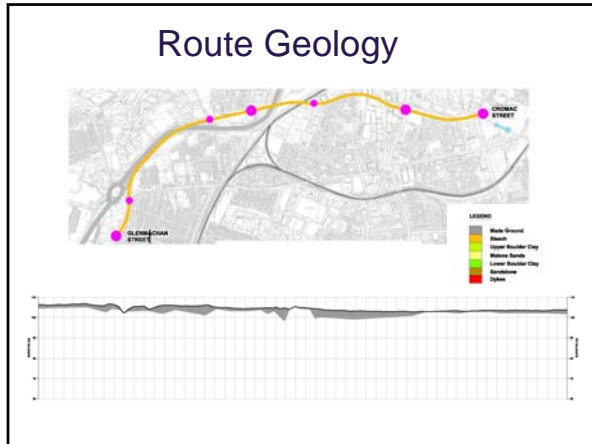 Route Geology
CROMAC
STREET
GLENMACHAN
STREET
LEGEND
Made Ground
Sleech
Upper Boulder Clay
Malone Sands
Lower Boulder Clay
Sandstone
Dykes